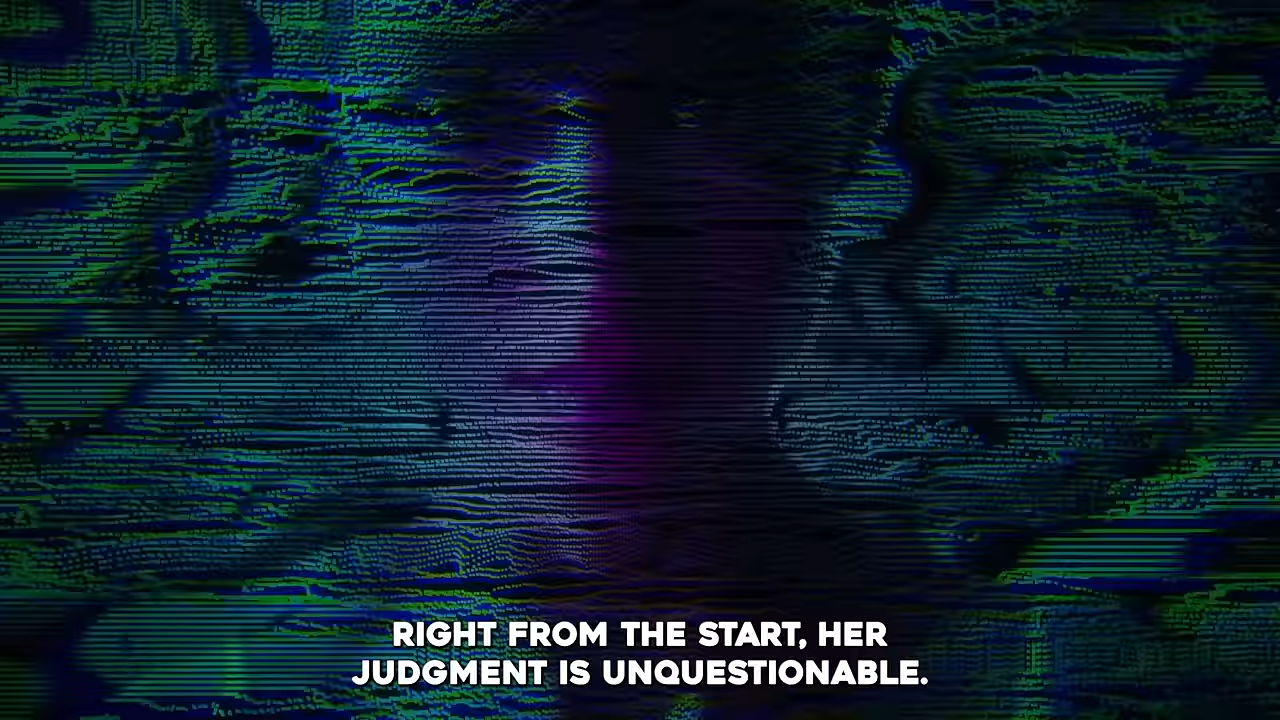 RIGHT FROM THE START, HER
JUDGMENT IS UNQUESTIONABLE.